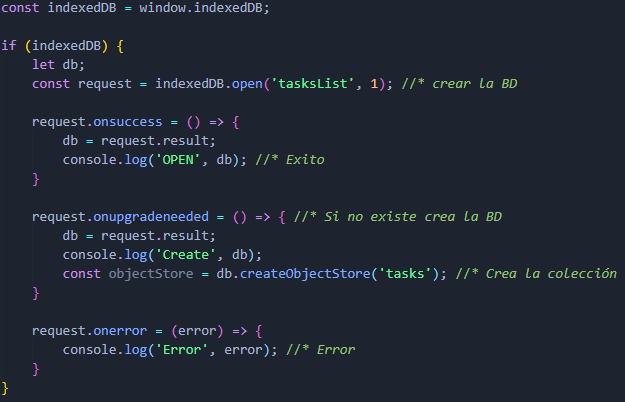 const indexedDB = window.indexedDB;
if (indexedDB) {
let db;
const request = indexedDB.open('tasksList', 1); //* crear la BD
request.onsuccess = () => {
db = request.result;
console.log('OPEN', db); //* Exito
}
request.onupgradeneeded = () => { //* Si no existe crea la BD
db = request.result;
console.log('Create', db);
const objectStore = db.createObjectStore('tasks'); //* Crea la colección
}
request.onerror = (error) => {
console.log('Error', error); //* Error
}
}